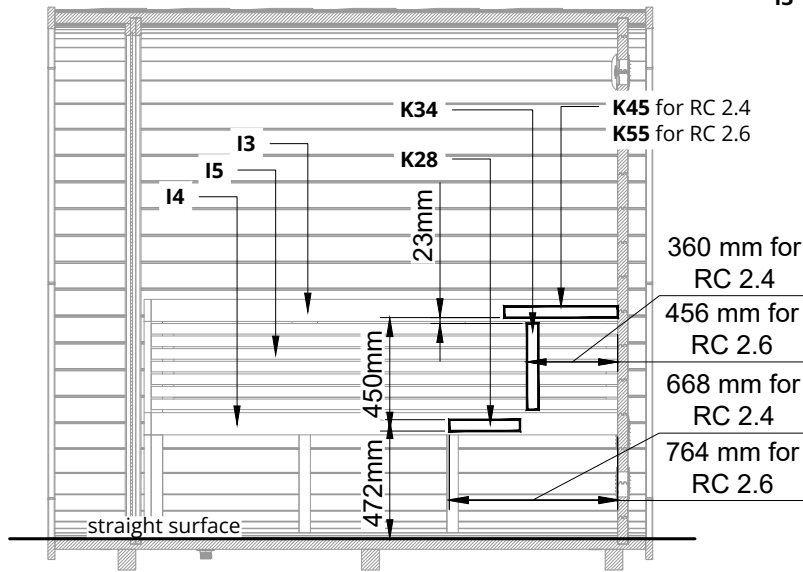 K34
K45 for RC 2.4
K55 for RC 2.6
I3
K28
I5
I4
23mm
360 mm for
RC 2.4
456 mm for
RC 2.6
450mm
668 mm for
RC 2.4
472mm
764 mm for
RC 2.6
straight surface